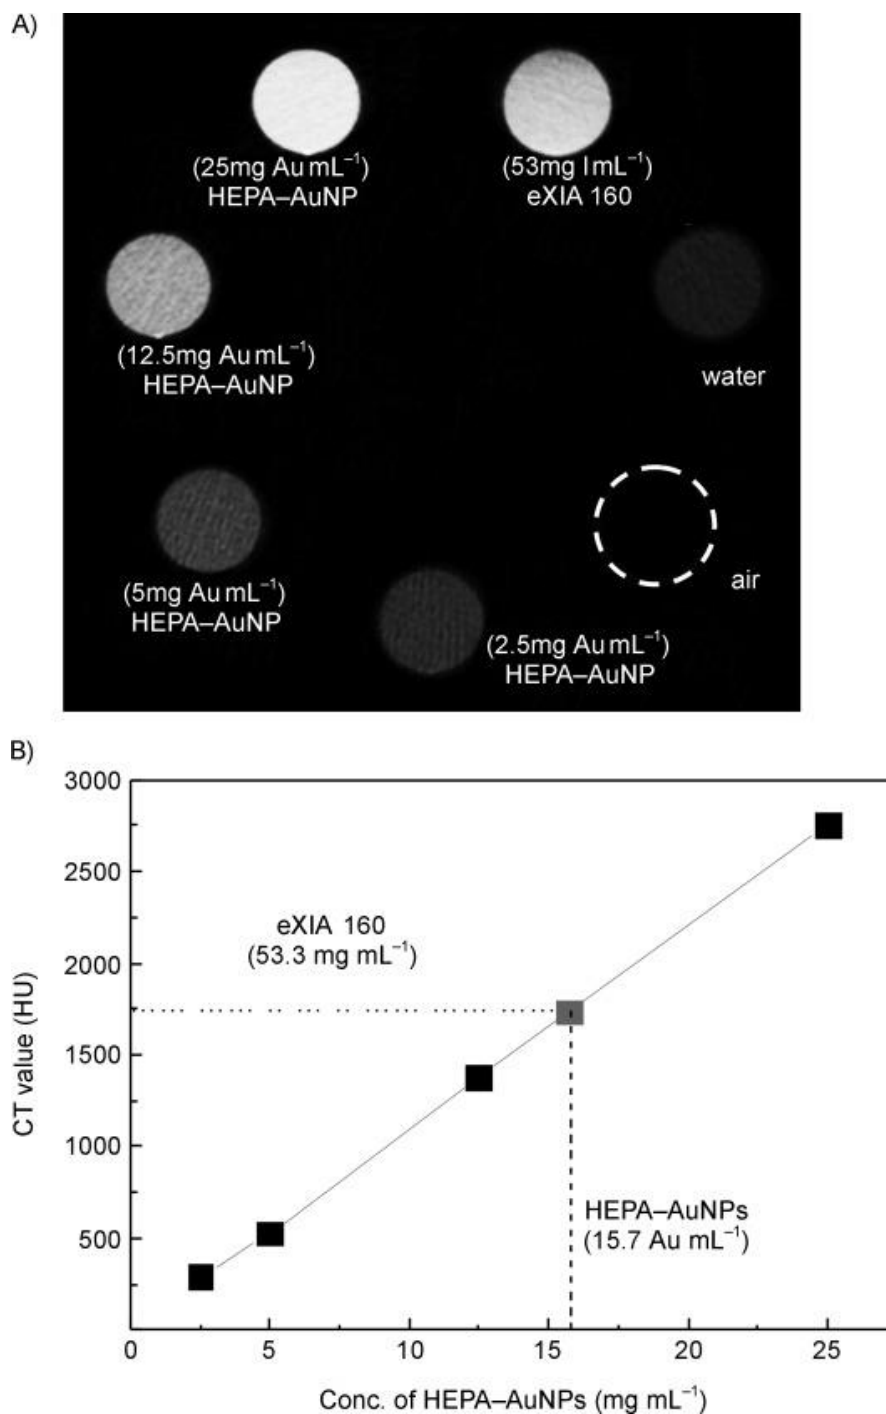 A)
(25mg Au mL⁻¹)
HEPA–AuNP
(53mg I mL⁻¹)
eXIA 160
(12.5mg Au mL⁻¹)
HEPA–AuNP
water
(5mg Au mL⁻¹)
HEPA–AuNP
air
(2.5mg Au mL⁻¹)
HEPA–AuNP
B)
3000
2500
2000
1500
1000
500
CT value (HU)
eXIA 160
(53.3 mg mL⁻¹)
HEPA–AuNPs
(15.7 Au mL⁻¹)
0
5
10
15
20
25
Conc. of HEPA–AuNPs (mg mL⁻¹)